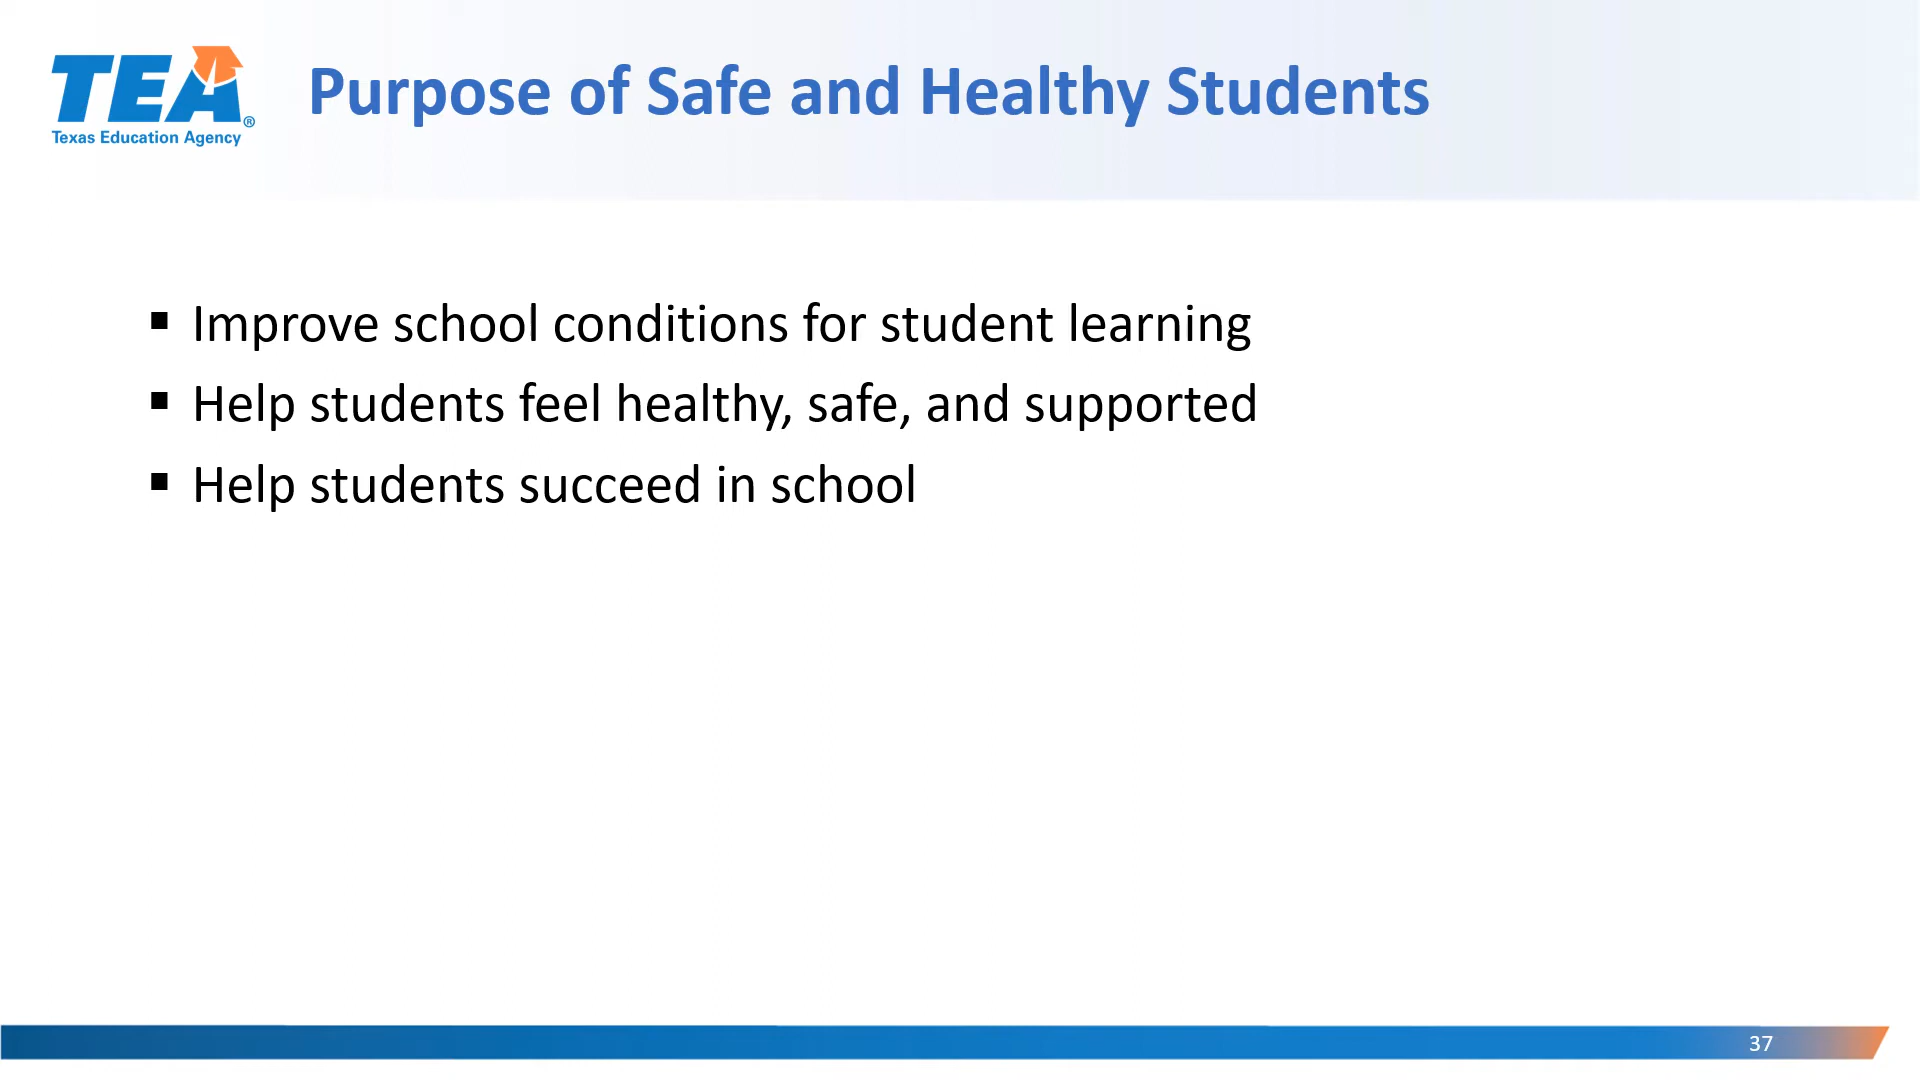 TEA®
Texas Education Agency
Purpose of Safe and Healthy Students
▪ Improve school conditions for student learning
▪ Help students feel healthy, safe, and supported
▪ Help students succeed in school
37